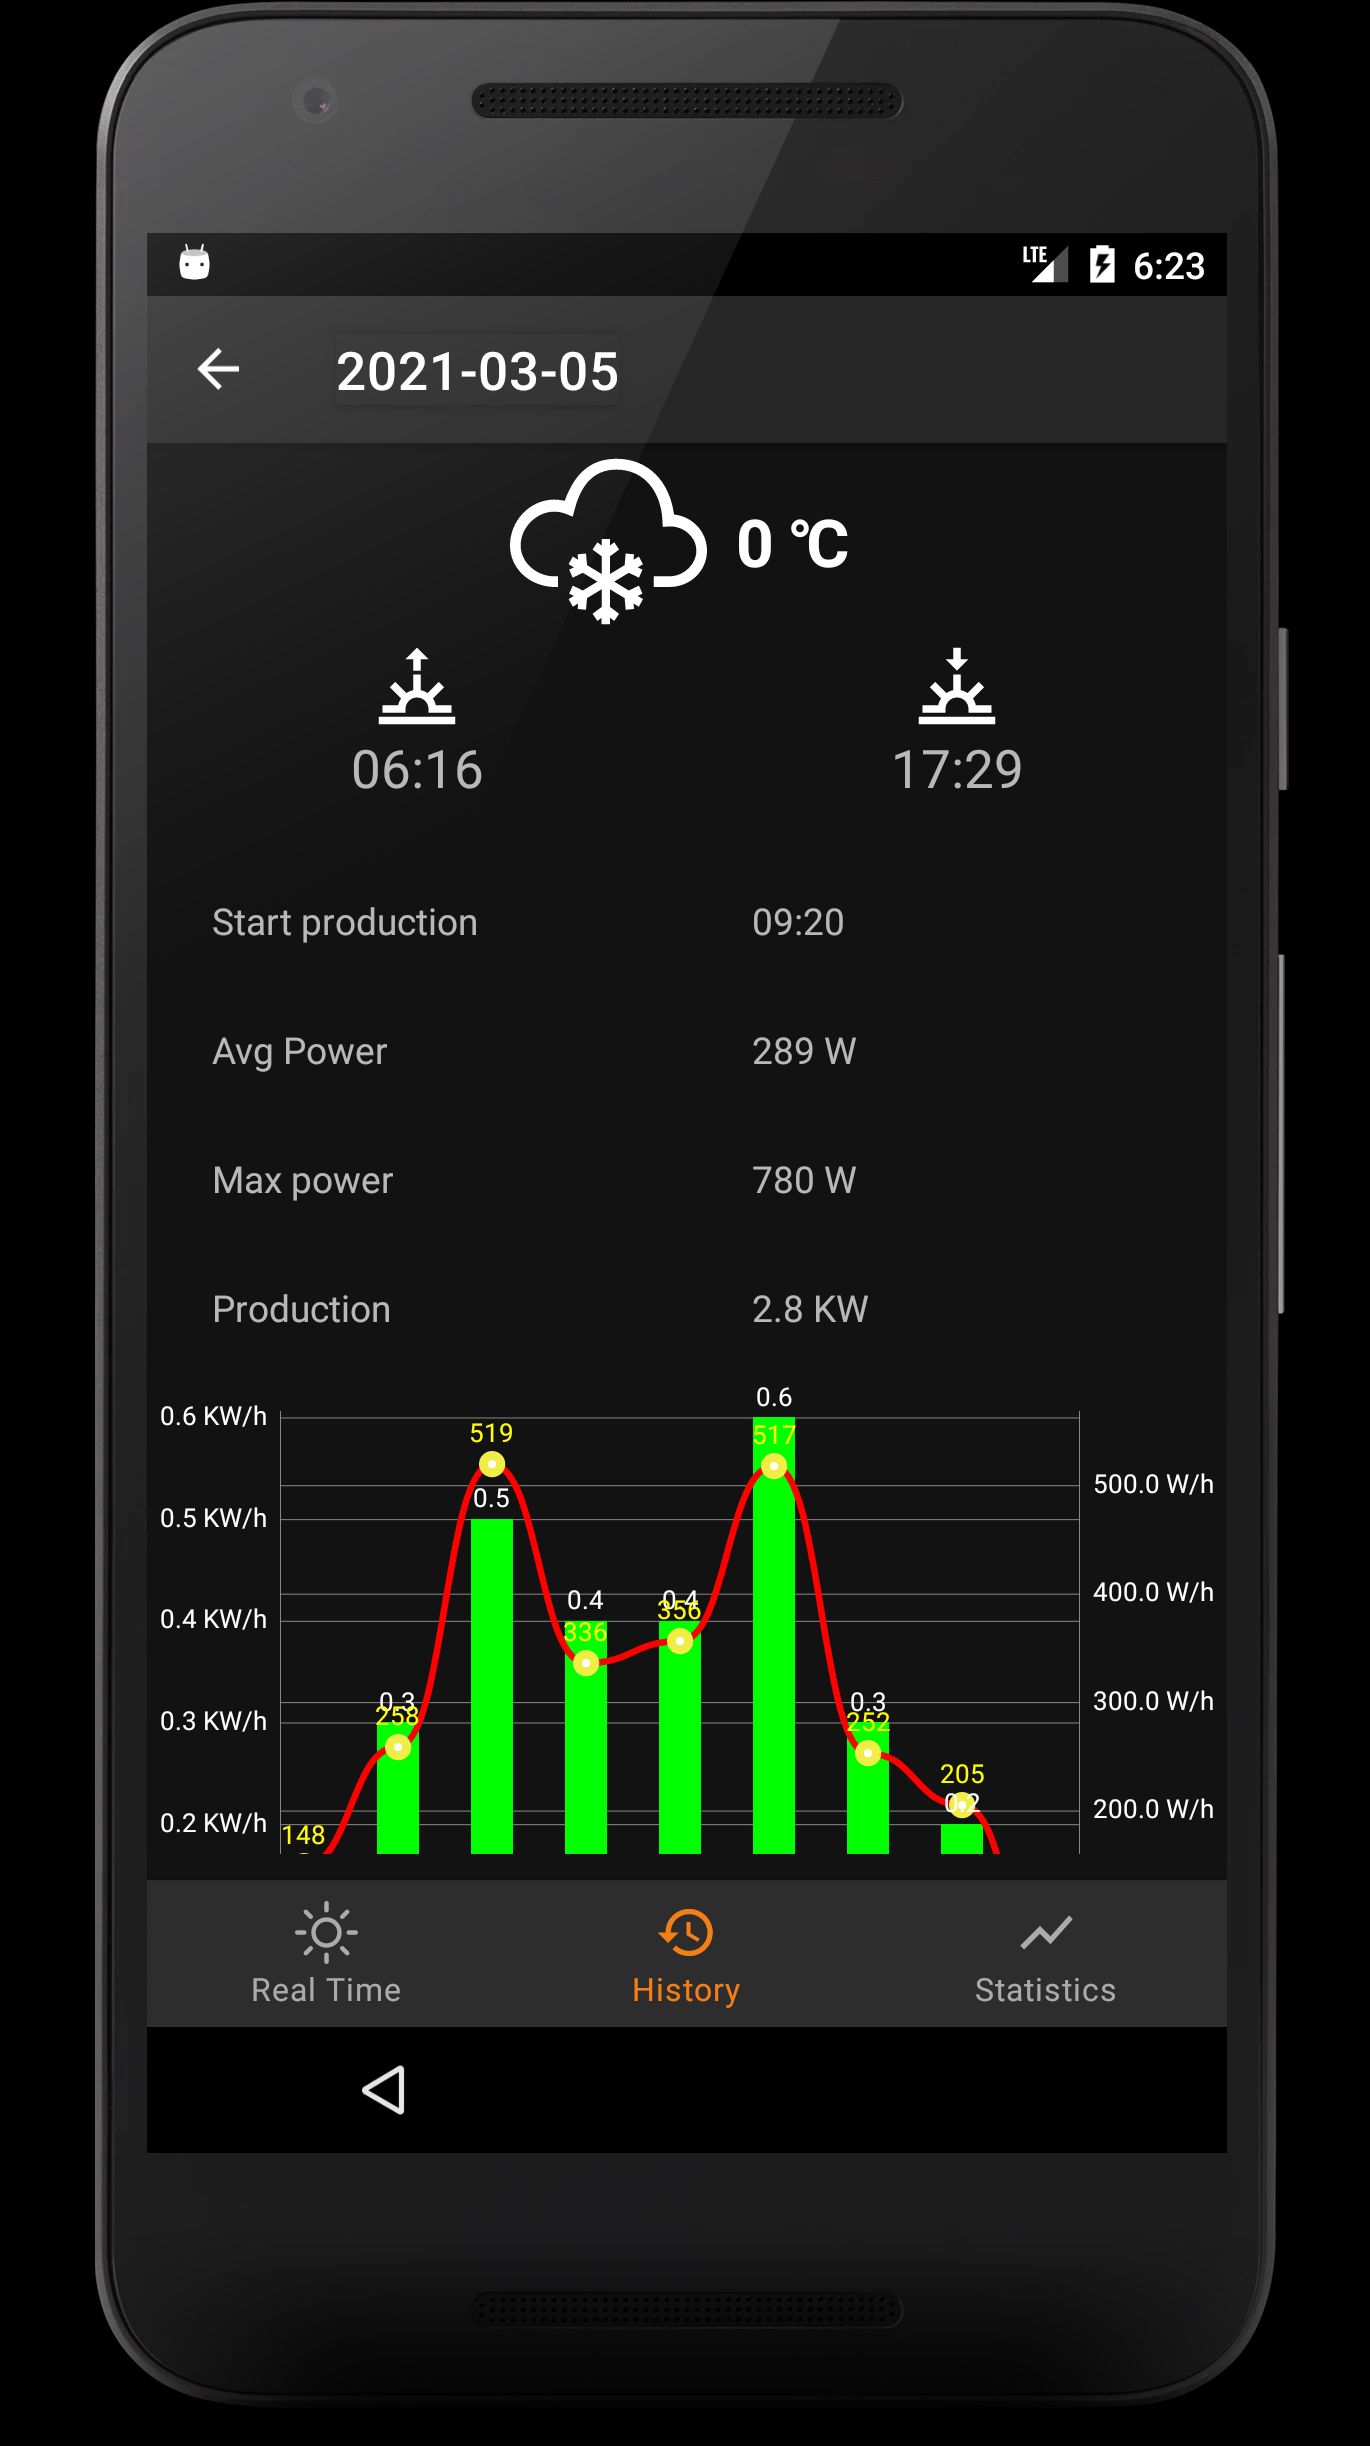 LTE 6:23
2021-03-05
0 °C
06:16 17:29
Start production 09:20
Avg Power 289 W
Max power 780 W
Production 2.8 KW
0.6
0.6 KW/h
519 517
500.0 W/h
0.5
0.5 KW/h
0.4 0.4
400.0 W/h
356
0.4 KW/h
336
0.3 0.3
300.0 W/h
258 252
0.3 KW/h
205
0.2
200.0 W/h
0.2 KW/h
148
Real Time History Statistics